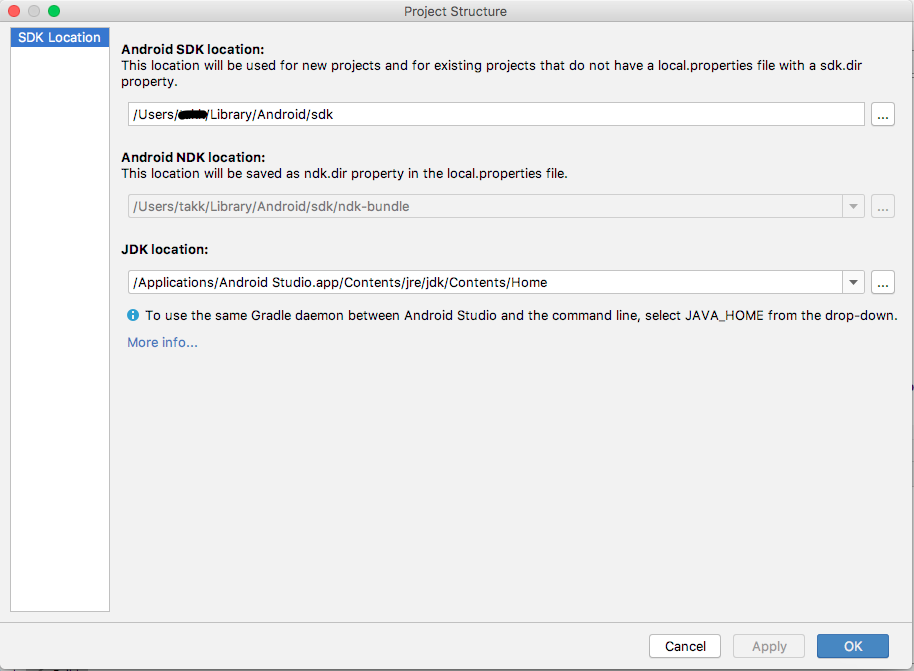 Project Structure
SDK Location
Android SDK location:
This location will be used for new projects and for existing projects that do not have a local.properties file with a sdk.dir
property.
/Users/ /Library/Android/sdk
...
Android NDK location:
This location will be saved as ndk.dir property in the local.properties file.
/Users/takk/Library/Android/sdk/ndk-bundle
...
JDK location:
/Applications/Android Studio.app/Contents/jre/jdk/Contents/Home
...
To use the same Gradle daemon between Android Studio and the command line, select JAVA_HOME from the drop-down.
More info...
Cancel
Apply
OK